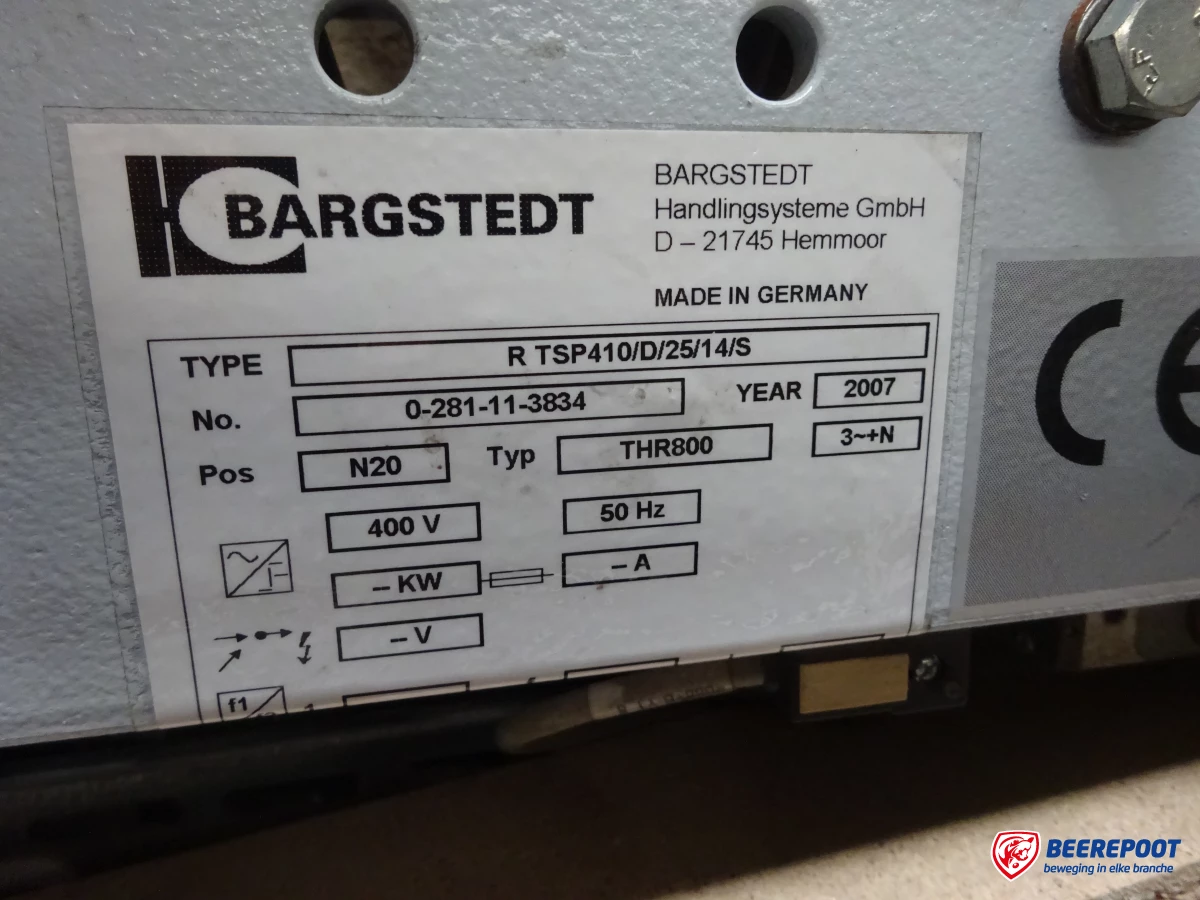 BARGSTEDT
BARGSTEDT
Handlingsysteme GmbH
D – 21745 Hemmoor
MADE IN GERMANY
TYPE R TSP410/D/25/14/S
No. 0-281-11-3834 YEAR 2007
Pos N20 Typ THR800 3~+N
400 V 50 Hz
– KW – A
– V
f1
CE
BEEREPOOT
beweging in elke branche